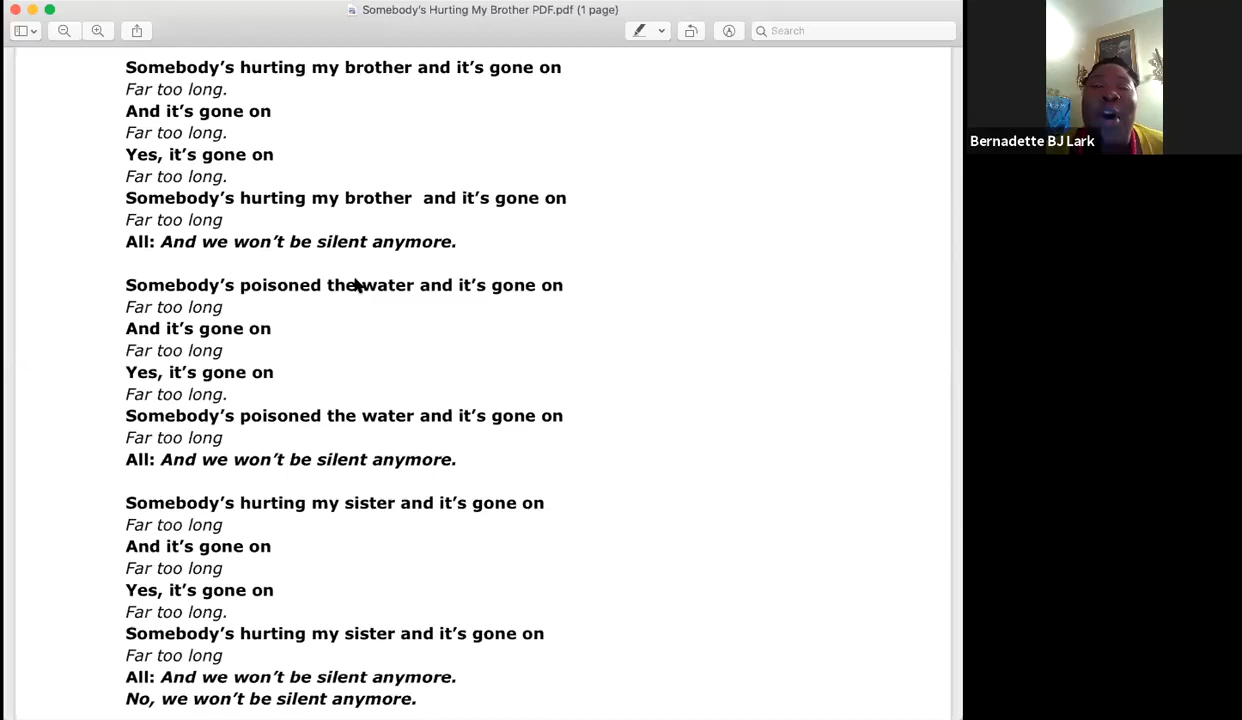 Somebody's Hurting My Brother PDF.pdf (1 page)
Search
Somebody's hurting my brother and it's gone on
Far too long.
And it's gone on
Far too long.
Yes, it's gone on
Far too long.
Somebody's hurting my brother  and it's gone on
Far too long
All: And we won't be silent anymore.
Somebody's poisoned the water and it's gone on
Far too long
And it's gone on
Far too long
Yes, it's gone on
Far too long.
Somebody's poisoned the water and it's gone on
Far too long
All: And we won't be silent anymore.
Somebody's hurting my sister and it's gone on
Far too long
And it's gone on
Far too long
Yes, it's gone on
Far too long.
Somebody's hurting my sister and it's gone on
Far too long
All: And we won't be silent anymore.
No, we won't be silent anymore.
Bernadette BJ Lark